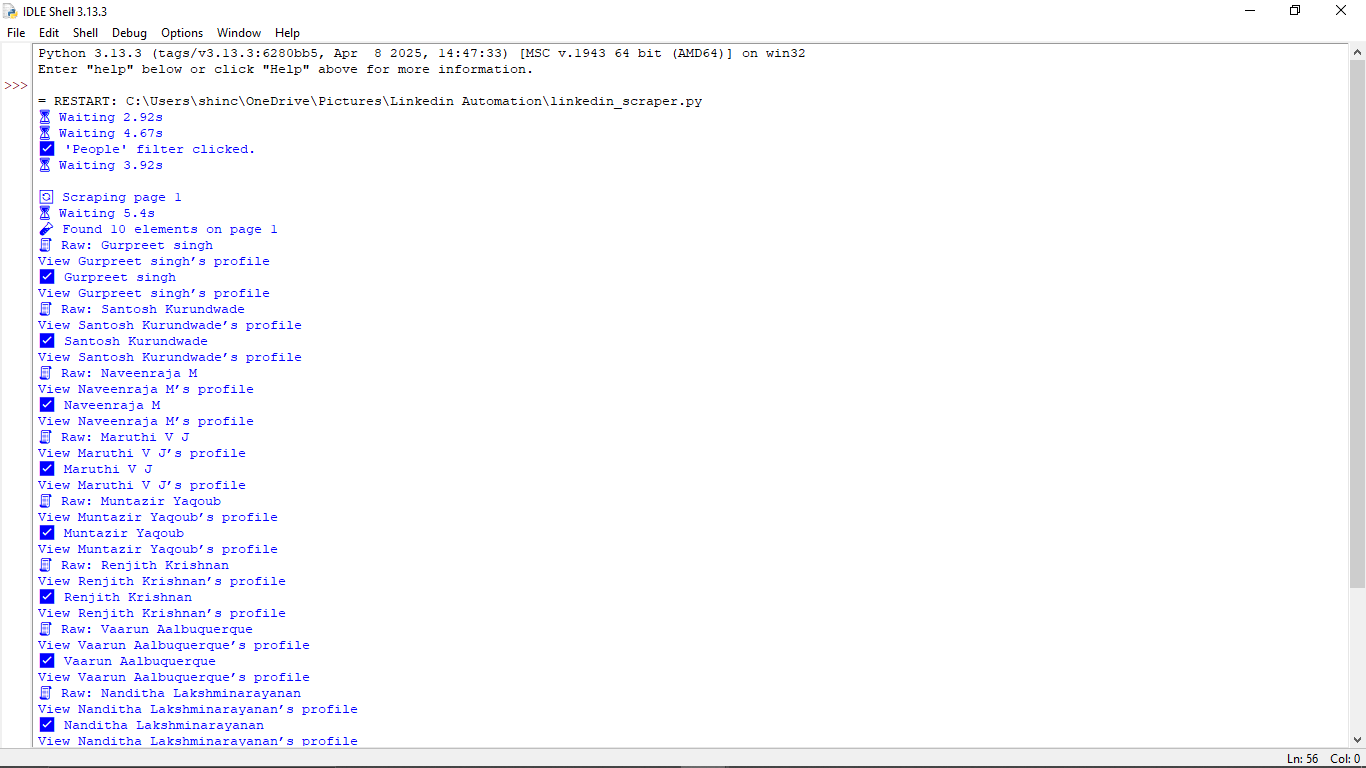 IDLE Shell 3.13.3
File Edit Shell Debug Options Window Help
Python 3.13.3 (tags/v3.13.3:6280bb5, Apr  8 2025, 14:47:33) [MSC v.1943 64 bit (AMD64)] on win32
Enter "help" below or click "Help" above for more information.
>>>
= RESTART: C:\Users\shinc\OneDrive\Pictures\Linkedin Automation\linkedin_scraper.py
⏳ Waiting 2.92s
⏳ Waiting 4.67s
✅ 'People' filter clicked.
⏳ Waiting 3.92s
🔄 Scraping page 1
⏳ Waiting 5.4s
🧪 Found 10 elements on page 1
🧾 Raw: Gurpreet singh
View Gurpreet singh’s profile
✅ Gurpreet singh
View Gurpreet singh’s profile
🧾 Raw: Santosh Kurundwade
View Santosh Kurundwade’s profile
✅ Santosh Kurundwade
View Santosh Kurundwade’s profile
🧾 Raw: Naveenraja M
View Naveenraja M’s profile
✅ Naveenraja M
View Naveenraja M’s profile
🧾 Raw: Maruthi V J
View Maruthi V J’s profile
✅ Maruthi V J
View Maruthi V J’s profile
🧾 Raw: Muntazir Yaqoub
View Muntazir Yaqoub’s profile
✅ Muntazir Yaqoub
View Muntazir Yaqoub’s profile
🧾 Raw: Renjith Krishnan
View Renjith Krishnan’s profile
✅ Renjith Krishnan
View Renjith Krishnan’s profile
🧾 Raw: Vaarun Aalbuquerque
View Vaarun Aalbuquerque’s profile
✅ Vaarun Aalbuquerque
View Vaarun Aalbuquerque’s profile
🧾 Raw: Nanditha Lakshminarayanan
View Nanditha Lakshminarayanan’s profile
✅ Nanditha Lakshminarayanan
View Nanditha Lakshminarayanan’s profile
Ln: 56 Col: 0